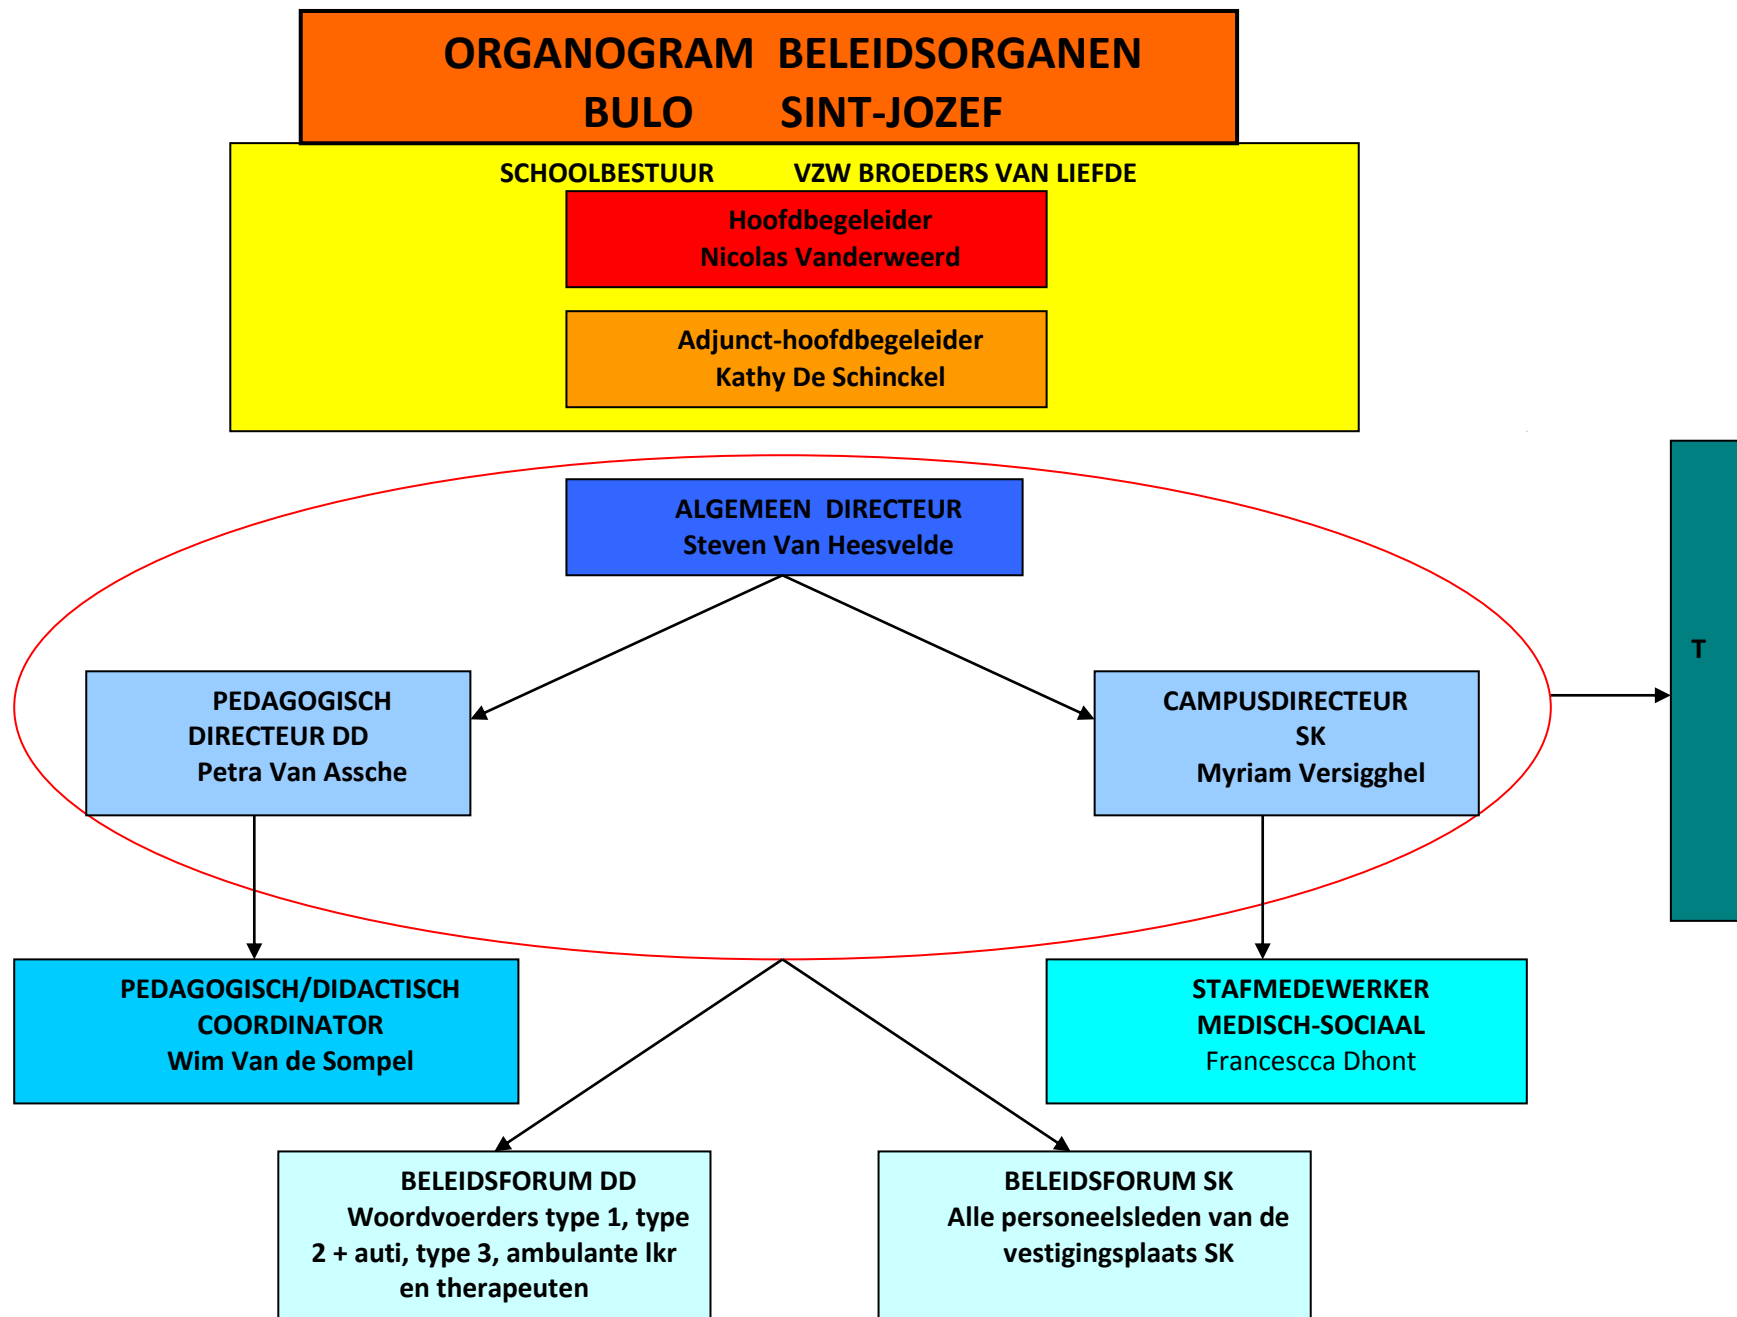 ORGANOGRAM BELEIDSORGANEN
BULO SINT-JOZEF
SCHOOLBESTUUR VZW BROEDERS VAN LIEFDE
Hoofdbegeleider
Nicolas Vanderweerd
Adjunct-hoofdbegeleider
Kathy De Schinckel
ALGEMEEN DIRECTEUR
Steven Van Heesvelde
T
PEDAGOGISCH
DIRECTEUR DD
Petra Van Assche
CAMPUSDIRECTEUR
SK
Myriam Versigghel
PEDAGOGISCH/DIDACTISCH
COORDINATOR
Wim Van de Sompel
STAFMEDEWERKER
MEDISCH-SOCIAAL
Francescca Dhont
BELEIDSFORUM DD
Woordvoerders type 1, type
2 + auti, type 3, ambulante lkr
en therapeuten
BELEIDSFORUM SK
Alle personeelsleden van de
vestigingsplaats SK